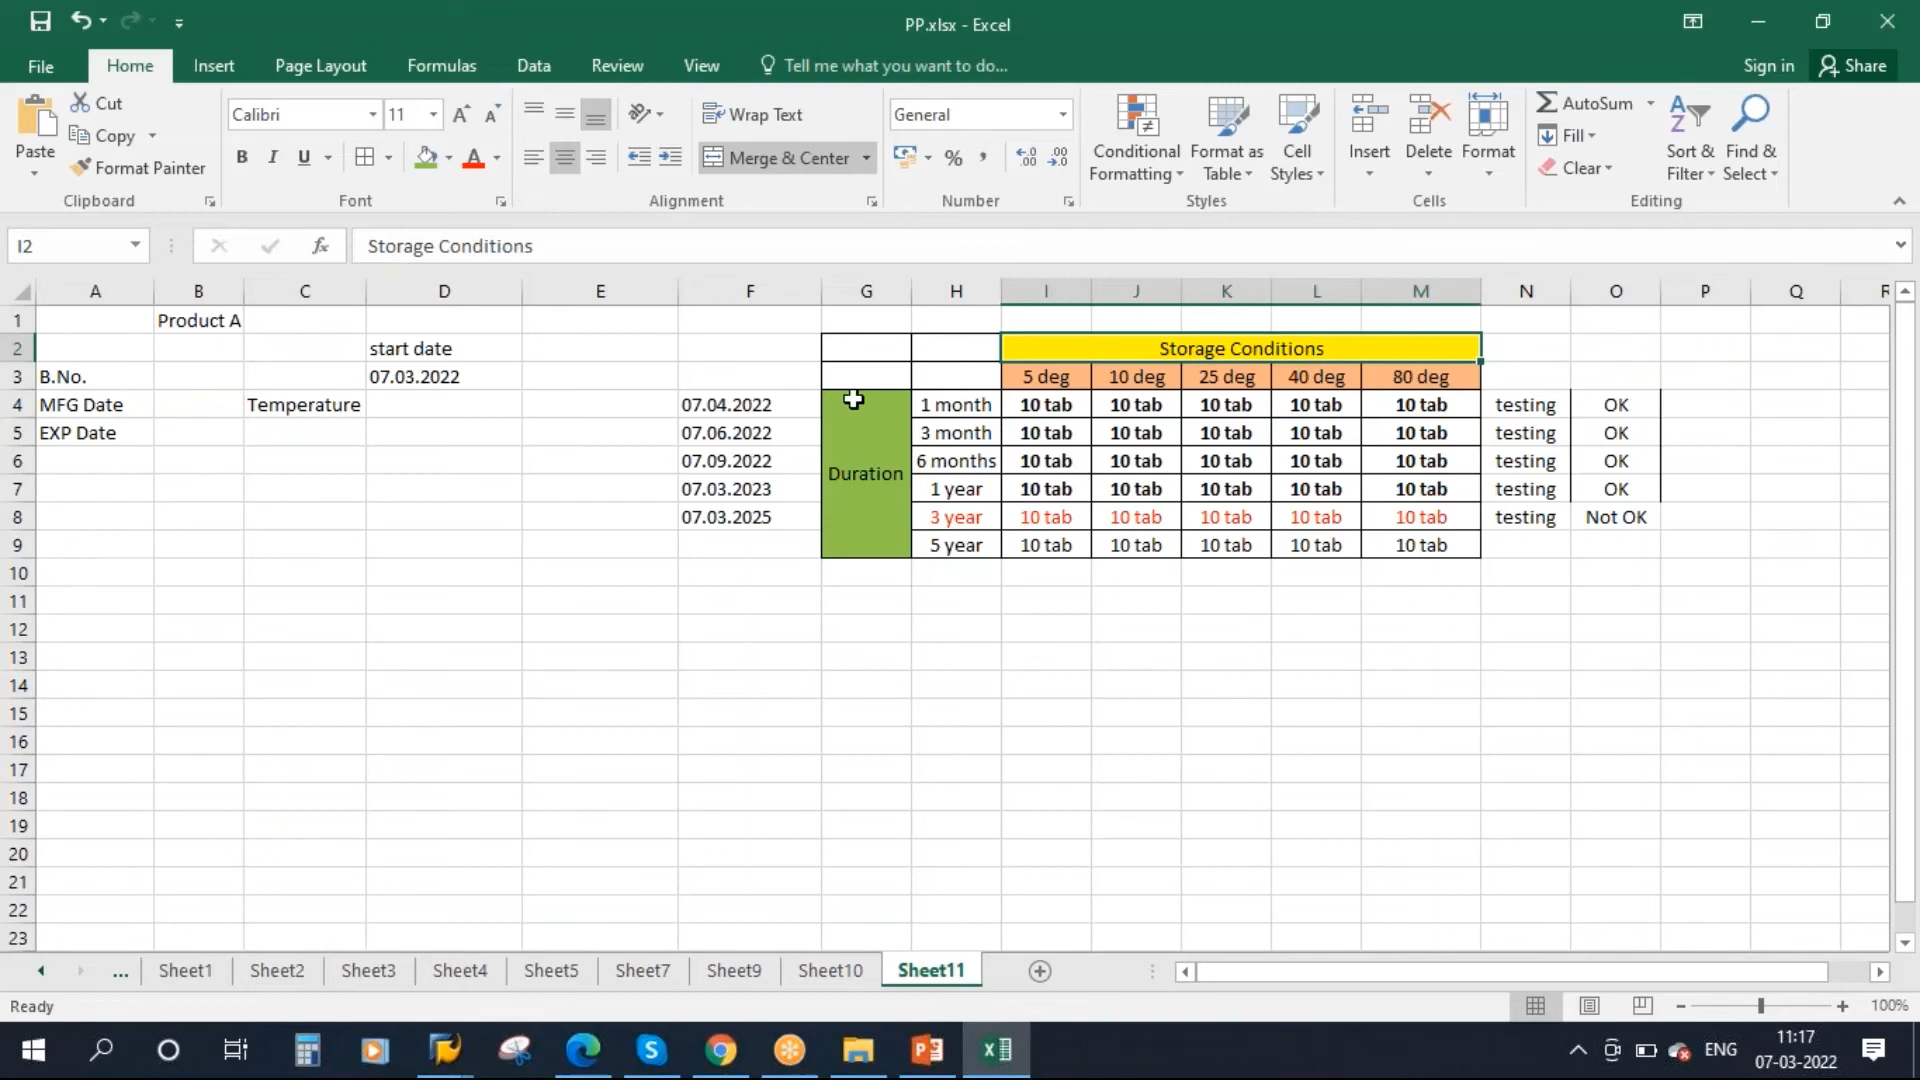 PP.xlsx - Excel
File Home Insert Page Layout Formulas Data Review View Tell me what you want to do... Sign in Share
Paste
Cut
Copy
Format Painter
Clipboard
Calibri 11
B I U
Font
Wrap Text
Merge & Center
Alignment
General
%
Number
Conditional Formatting
Format as Table
Cell Styles
Styles
Insert Delete Format
Cells
AutoSum
Fill
Clear
Sort & Filter
Find & Select
Editing
I2 fx Storage Conditions
A B C D E F G H I J K L M N O P Q R
1 Product A
2 start date Storage Conditions
3 B.No. 07.03.2022 5 deg 10 deg 25 deg 40 deg 80 deg
4 MFG Date Temperature 07.04.2022 1 month 10 tab 10 tab 10 tab 10 tab 10 tab testing OK
5 EXP Date 07.06.2022 3 month 10 tab 10 tab 10 tab 10 tab 10 tab testing OK
6 07.09.2022 6 months 10 tab 10 tab 10 tab 10 tab 10 tab testing OK
Duration
7 07.03.2023 1 year 10 tab 10 tab 10 tab 10 tab 10 tab testing OK
8 07.03.2025 3 year 10 tab 10 tab 10 tab 10 tab 10 tab testing Not OK
9 5 year 10 tab 10 tab 10 tab 10 tab 10 tab
10
11
12
13
14
15
16
17
18
19
20
21
22
23
... Sheet1 Sheet2 Sheet3 Sheet4 Sheet5 Sheet7 Sheet9 Sheet10 Sheet11
Ready 100%
ENG 11:17
07-03-2022